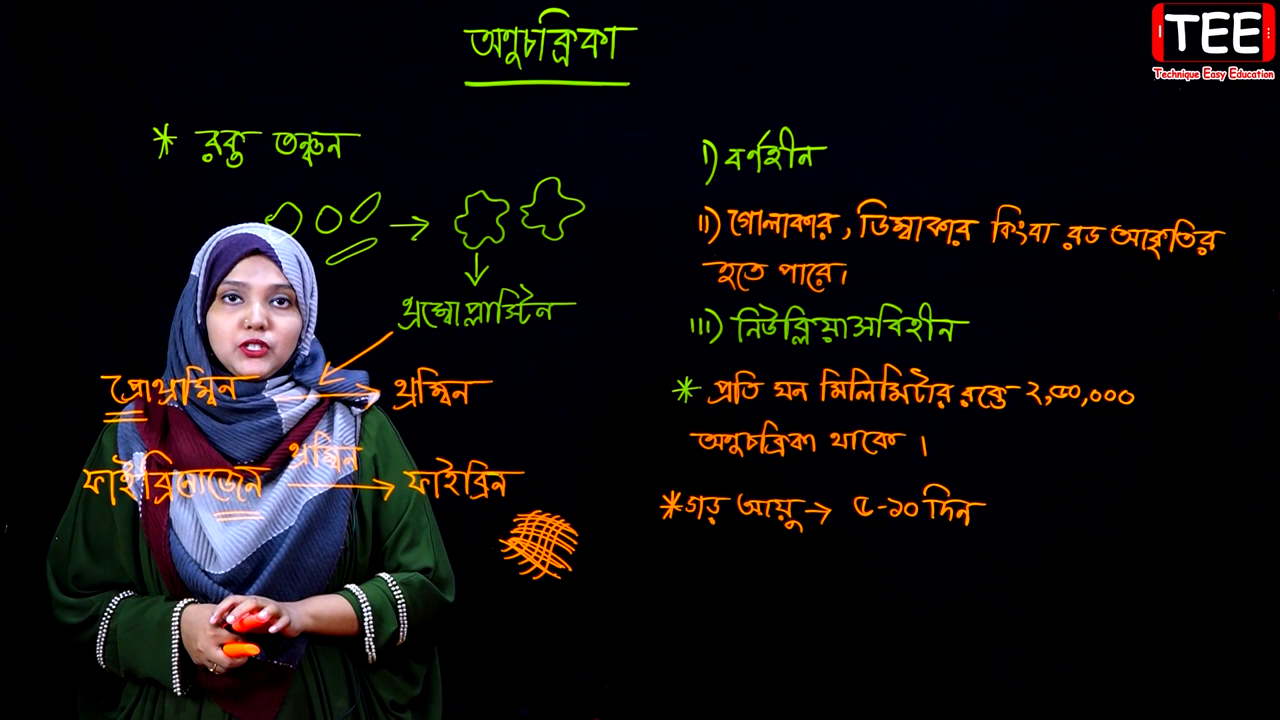 অণুচক্রিকা
TEE
Technique Easy Education
* রক্ত তঞ্চন
থ্রম্বোপ্লাস্টিন
প্রোথ্রম্বিন → থ্রম্বিন
থ্রম্বিন
ফাইব্রিনোজেন → ফাইব্রিন
i) বর্ণহীন
ii) গোলাকার, ডিম্বাকার কিংবা রড আকৃতির
হতে পারে।
iii) নিউক্লিয়াসবিহীন
* প্রতি ঘন মিলিমিটার রক্তে ২,৫০,০০০
অণুচক্রিকা থাকে।
* গড় আয়ু → ৫-১০ দিন